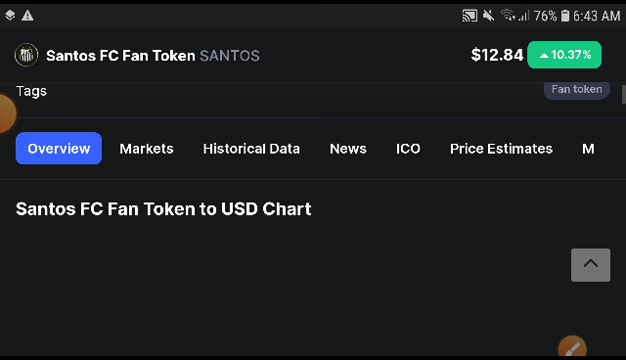 76% 6:43 AM
Santos FC Fan Token SANTOS $12.84 10.37%
Tags Fan token
Overview Markets Historical Data News ICO Price Estimates M
Santos FC Fan Token to USD Chart